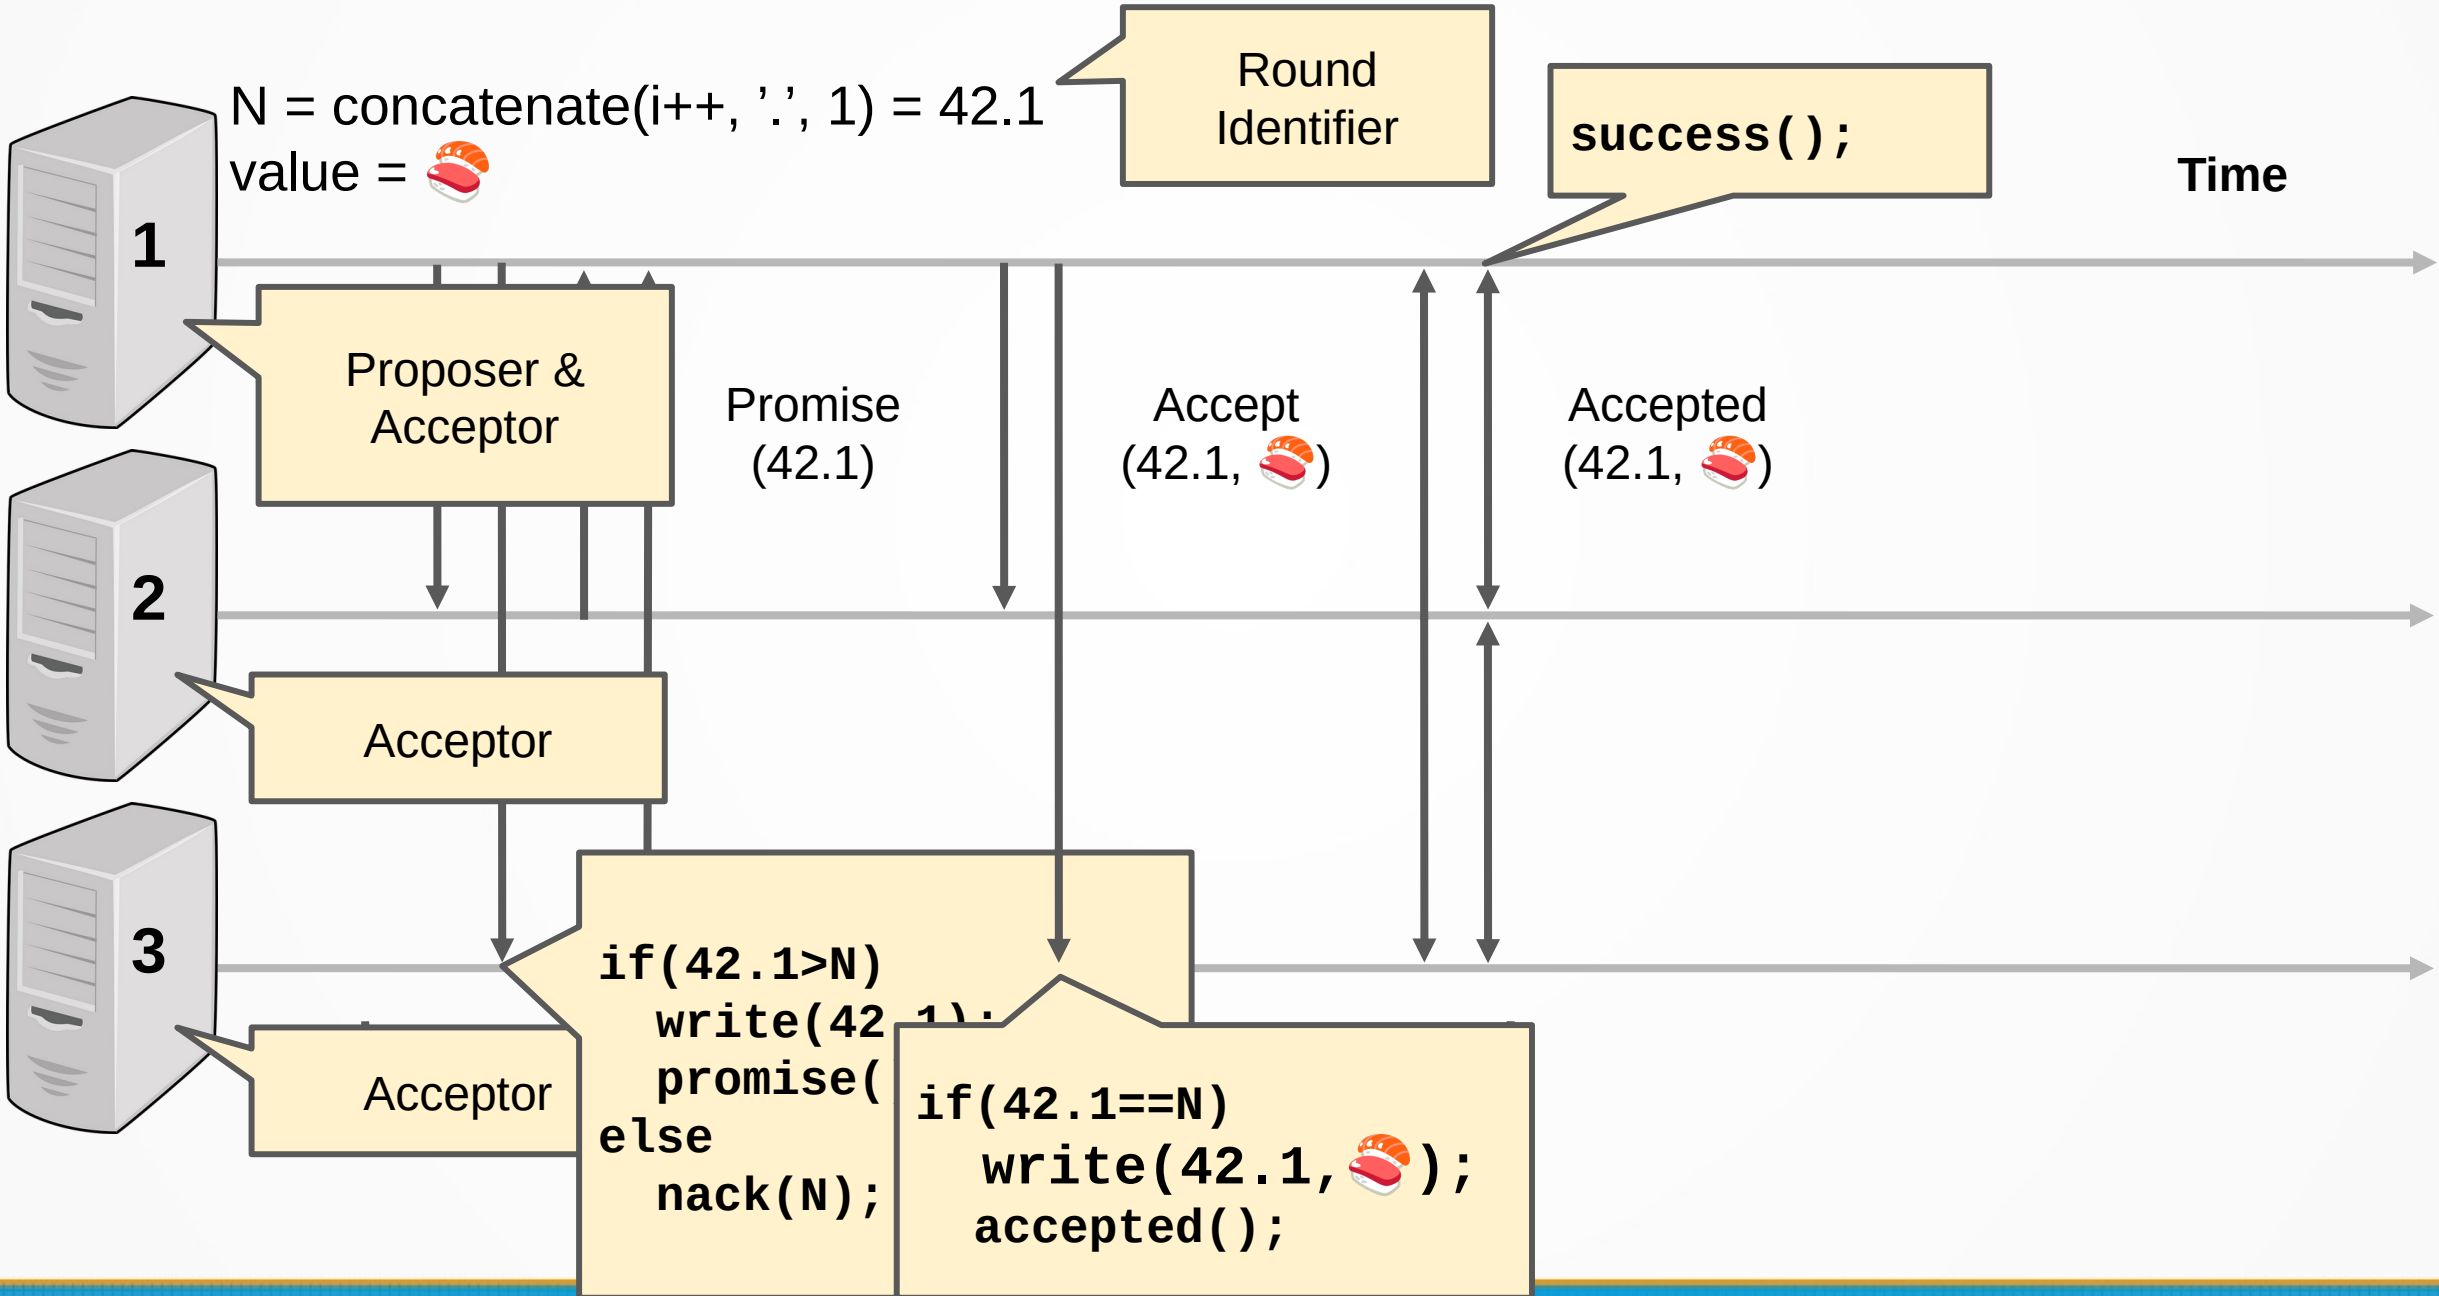 Round
Identifier
N = concatenate(i++, ’.’, 1) = 42.1
value = 🍣
success();
Time
1
Proposer &
Acceptor
Promise
(42.1)
Accept
(42.1, 🍣)
Accepted
(42.1, 🍣)
2
Acceptor
3
Acceptor
if(42.1>N)
write(42.1);
promise(
else
nack(N);
if(42.1==N)
write(42.1,🍣);
accepted();